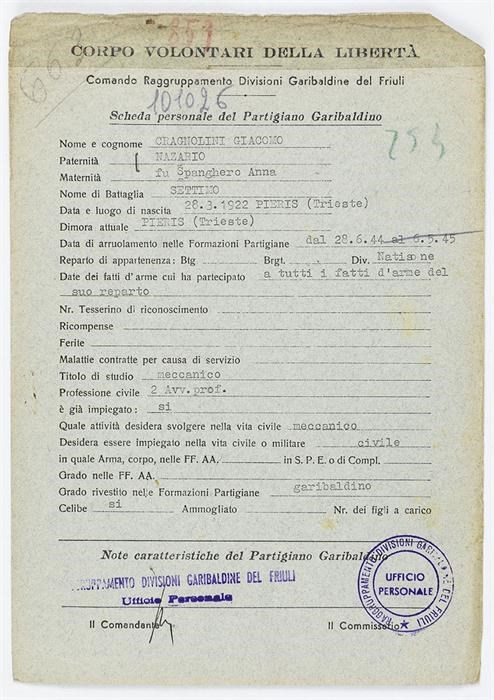 853
663
CORPO VOLONTARI DELLA LIBERTÀ
Comando Raggruppamento Divisioni Garibaldine del Friuli
101026
Scheda personale del Partigiano Garibaldino
Nome e cognome CRAGNOLINI GIACOMO
Paternità NAZARIO
Maternità fu Spanghero Anna
Nome di Battaglia SETTIMO
Data e luogo di nascita 28.3.1922 PIERIS (Trieste)
Dimora attuale PIERIS (Trieste)
Data di arruolamento nelle Formazioni Partigiane dal 28.6.44 al 6.5.45
Reparto di appartenenza: Btg Brgt. Div. Natisone
Date dei fatti d'arme cui ha partecipato a tutti i fatti d'arme del
suo reparto
Nr. Tesserino di riconoscimento
Ricompense
Ferite
Malattie contratte per causa di servizio
Titolo di studio meccanico
Professione civile 2 Avv.prof.
è già impiegato: si
Quale attività desidera svolgere nella vita civile meccanico
Desidera essere impiegato nella vita civile o militare civile
in quale Arma, corpo, nelle FF. AA. in S. P. E. o di Compl.
Grado nelle FF. AA.
Grado rivestito nelle Formazioni Partigiane garibaldino
Celibe si Ammogliato Nr. dei figli a carico
Note caratteristiche del Partigiano Garibaldino
RUPPAMENTO DIVISIONI GARIBALDINE DEL FRIULI
Ufficio Personale
RAGGRUPPAMENTO DIVISIONI GARIBALDINE DEL FRIULI
UFFICIO
PERSONALE
Il Comandante Il Commissario